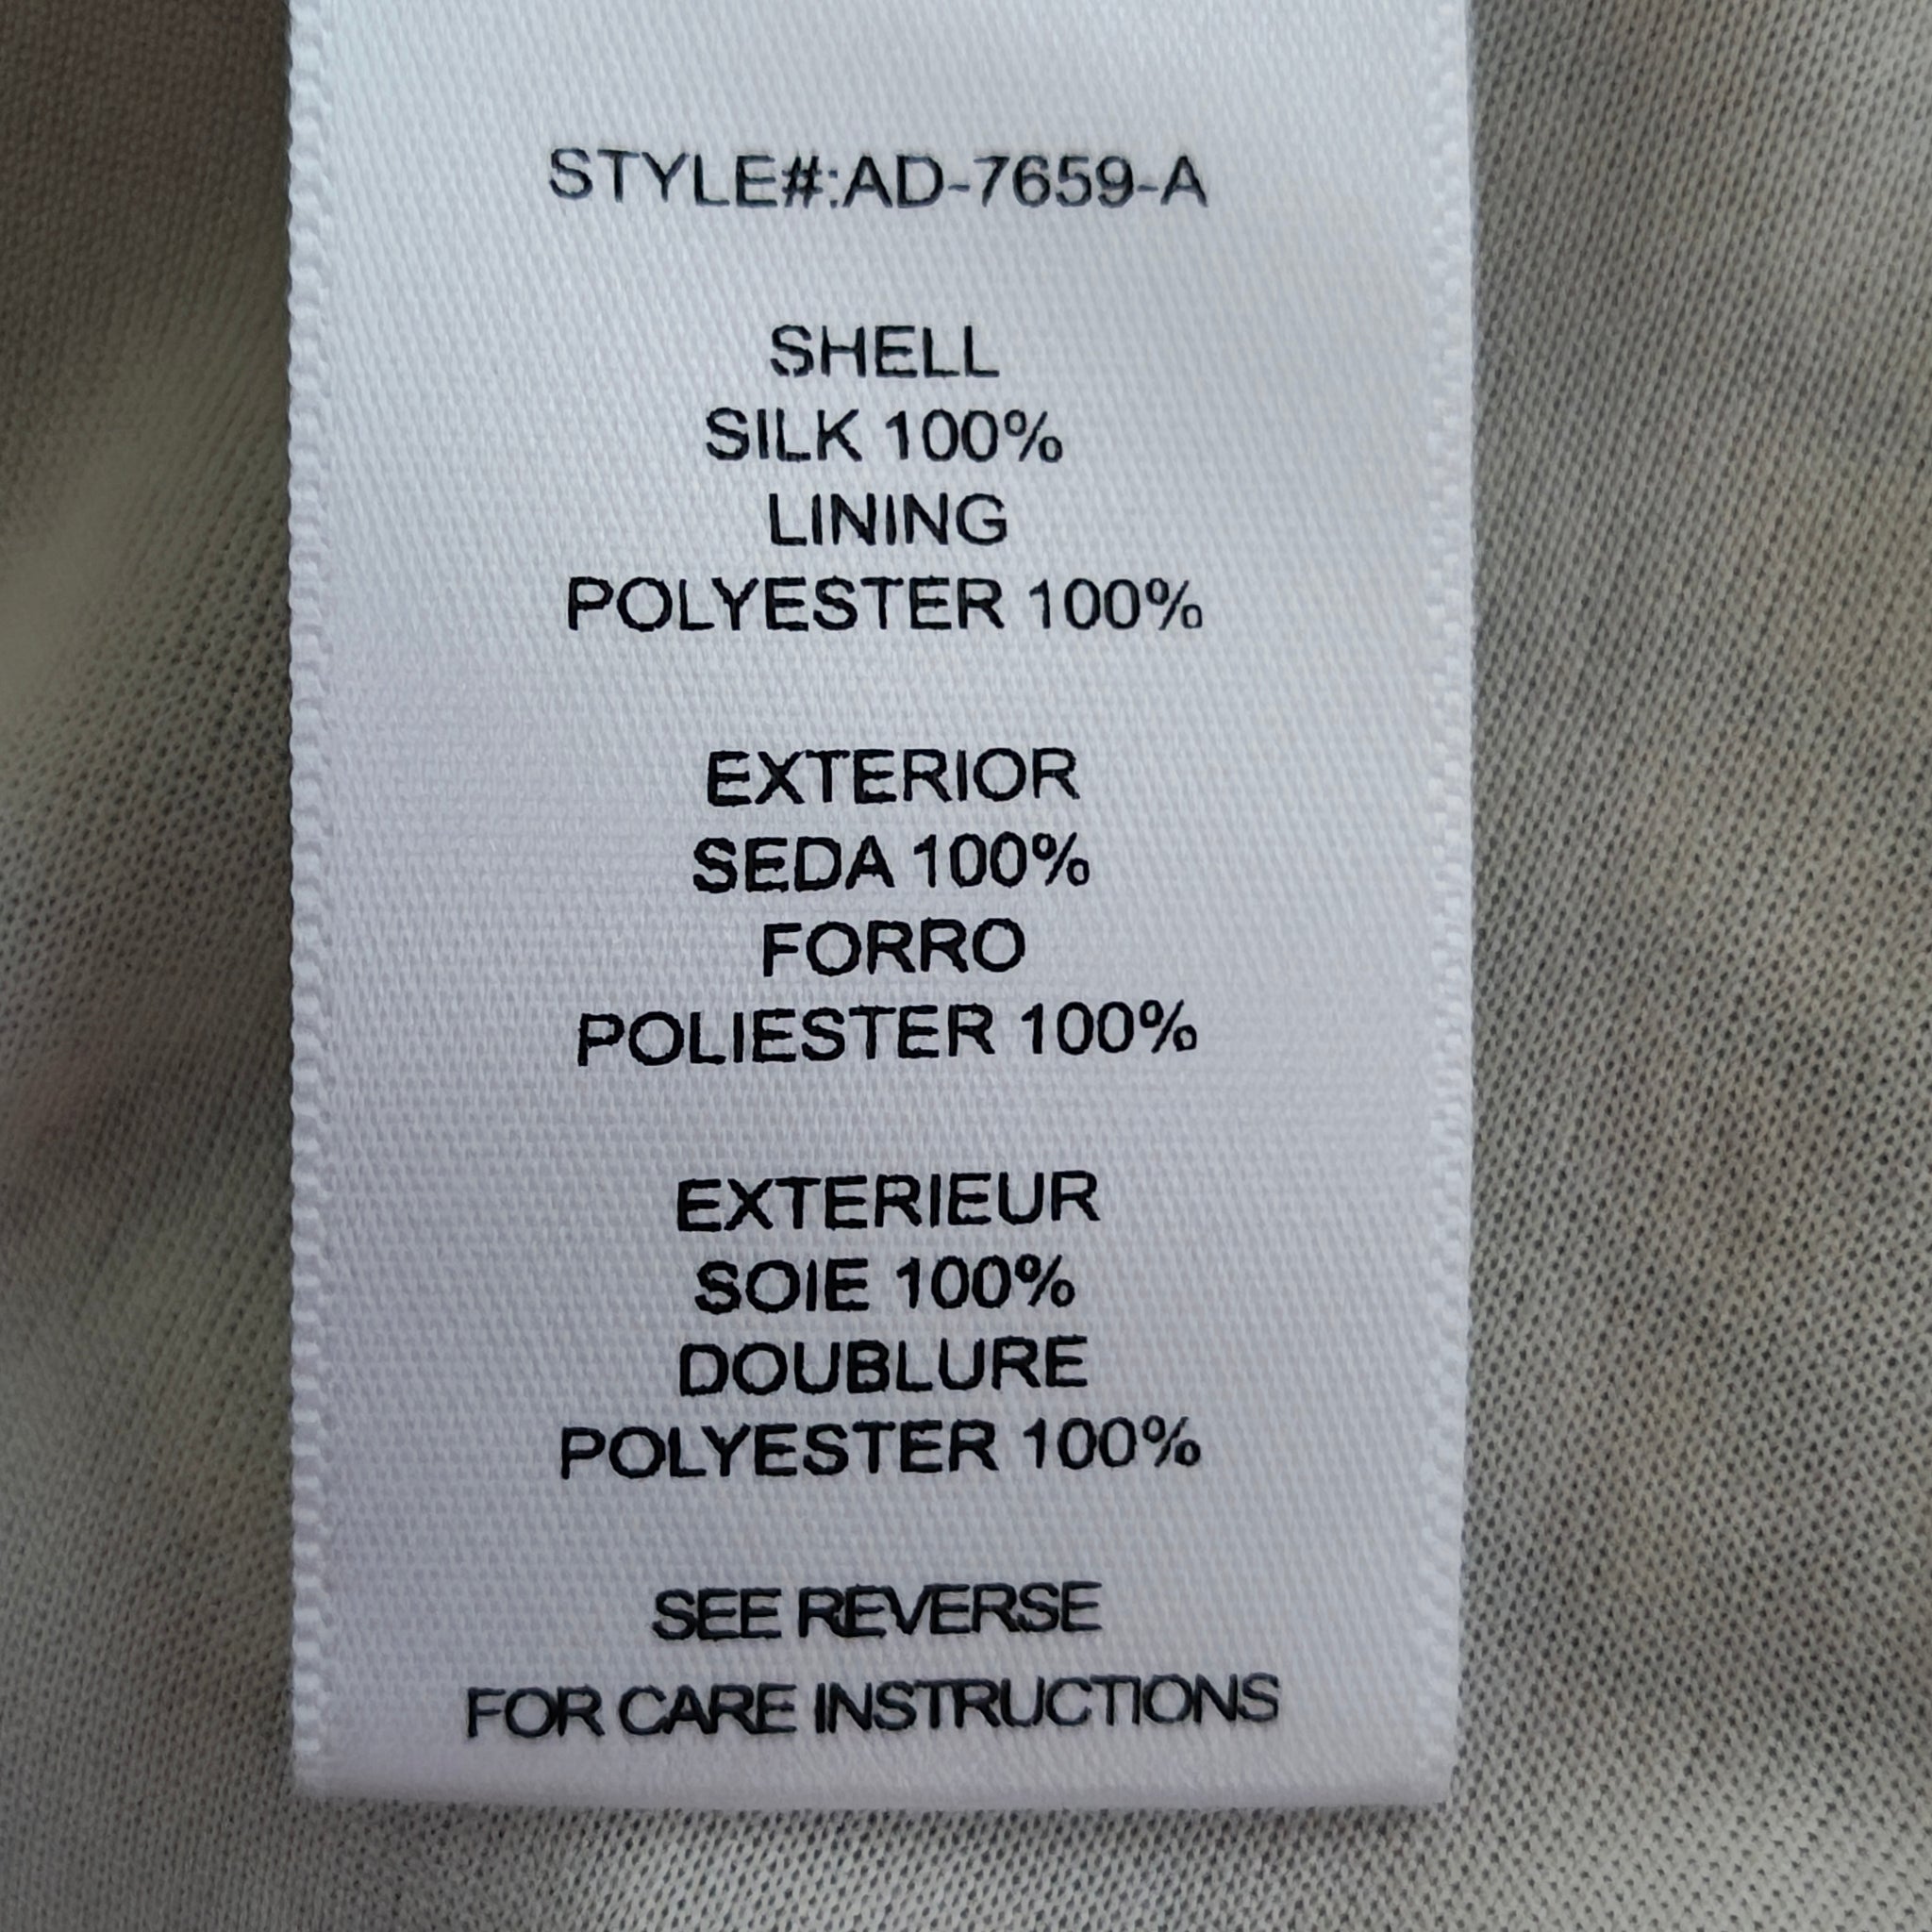 STYLE#:AD-7659-A
SHELL
SILK 100%
LINING
POLYESTER 100%
EXTERIOR
SEDA 100%
FORRO
POLIESTER 100%
EXTERIEUR
SOIE 100%
DOUBLURE
POLYESTER 100%
SEE REVERSE
FOR CARE INSTRUCTIONS